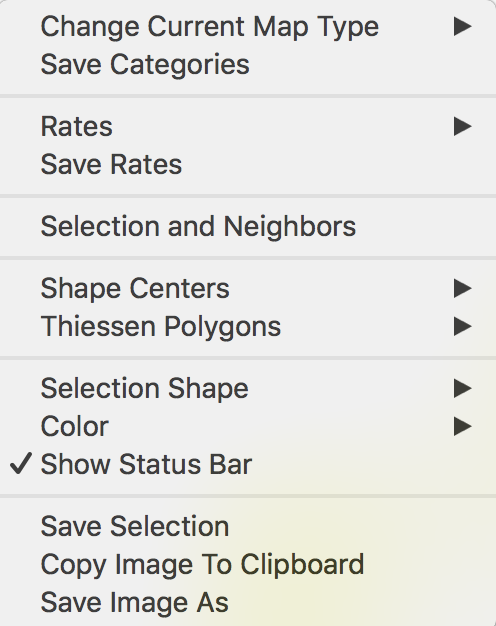 Change Current Map Type
Save Categories
Rates
Save Rates
Selection and Neighbors
Shape Centers
Thiessen Polygons
Selection Shape
Color
Show Status Bar
Save Selection
Copy Image To Clipboard
Save Image As